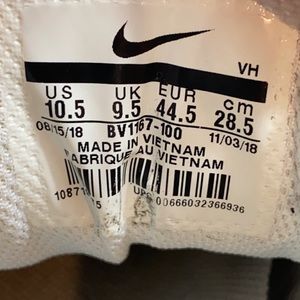 VH
US UK EUR cm
10.5 9.5 44.5 28.5
08/15/18 BV1167-100 11/03/18
MADE IN VIETNAM
FABRIQUE AU VIETNAM
00666032366936